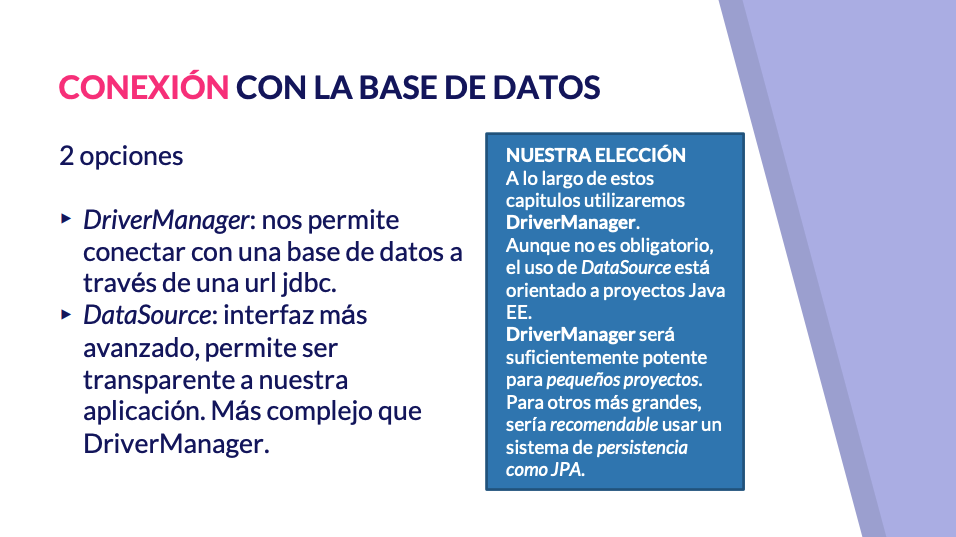 CONEXIÓN CON LA BASE DE DATOS
2 opciones
▸ DriverManager: nos permite
conectar con una base de datos a
través de una url jdbc.
▸ DataSource: interfaz más
avanzado, permite ser
transparente a nuestra
aplicación. Más complejo que
DriverManager.
NUESTRA ELECCIÓN
A lo largo de estos
capitulos utilizaremos
DriverManager.
Aunque no es obligatorio,
el uso de DataSource está
orientado a proyectos Java
EE.
DriverManager será
suficientemente potente
para pequeños proyectos.
Para otros más grandes,
sería recomendable usar un
sistema de persistencia
como JPA.